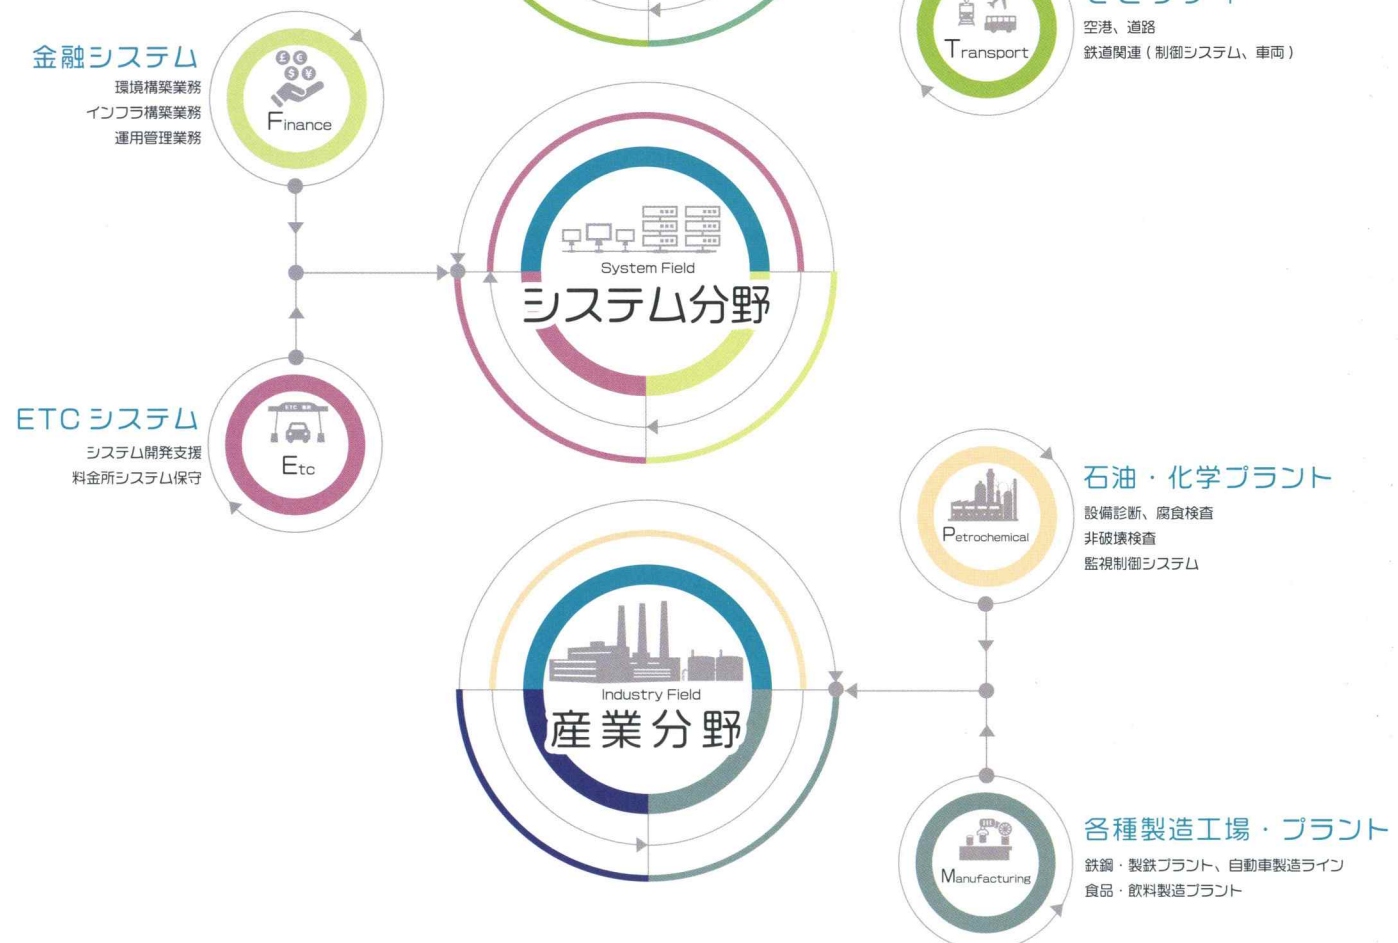 金融システム
環境構築業務
インフラ構築業務
運用管理業務
£ €
$ ¥
Finance
Transport
空港、道路
鉄道関連 ( 制御システム、車両 )
System Field
システム分野
ETC システム
システム開発支援
料金所システム保守
Etc
石油・化学プラント
設備診断、腐食検査
非破壊検査
監視制御システム
Petrochemical
Industry Field
産業分野
各種製造工場・プラント
鉄鋼・製鉄プラント、自動車製造ライン
食品・飲料製造プラント
Manufacturing